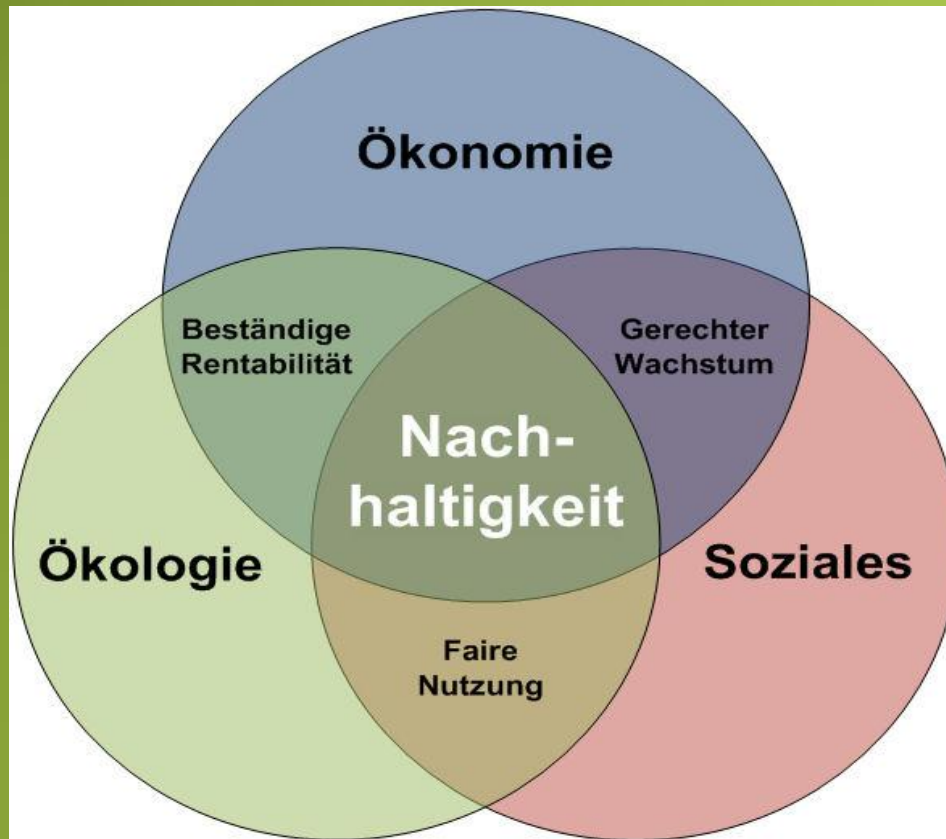 Ökonomie
Beständige
Rentabilität
Gerechter
Wachstum
Nach-
haltigkeit
Ökologie
Soziales
Faire
Nutzung